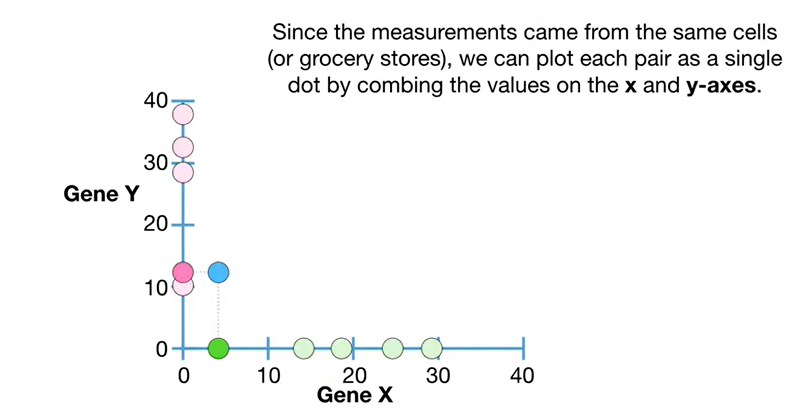 Since the measurements came from the same cells
(or grocery stores), we can plot each pair as a single
dot by combing the values on the x and y-axes.
40
30
Gene Y
20
10
0
0 10 20 30 40
Gene X